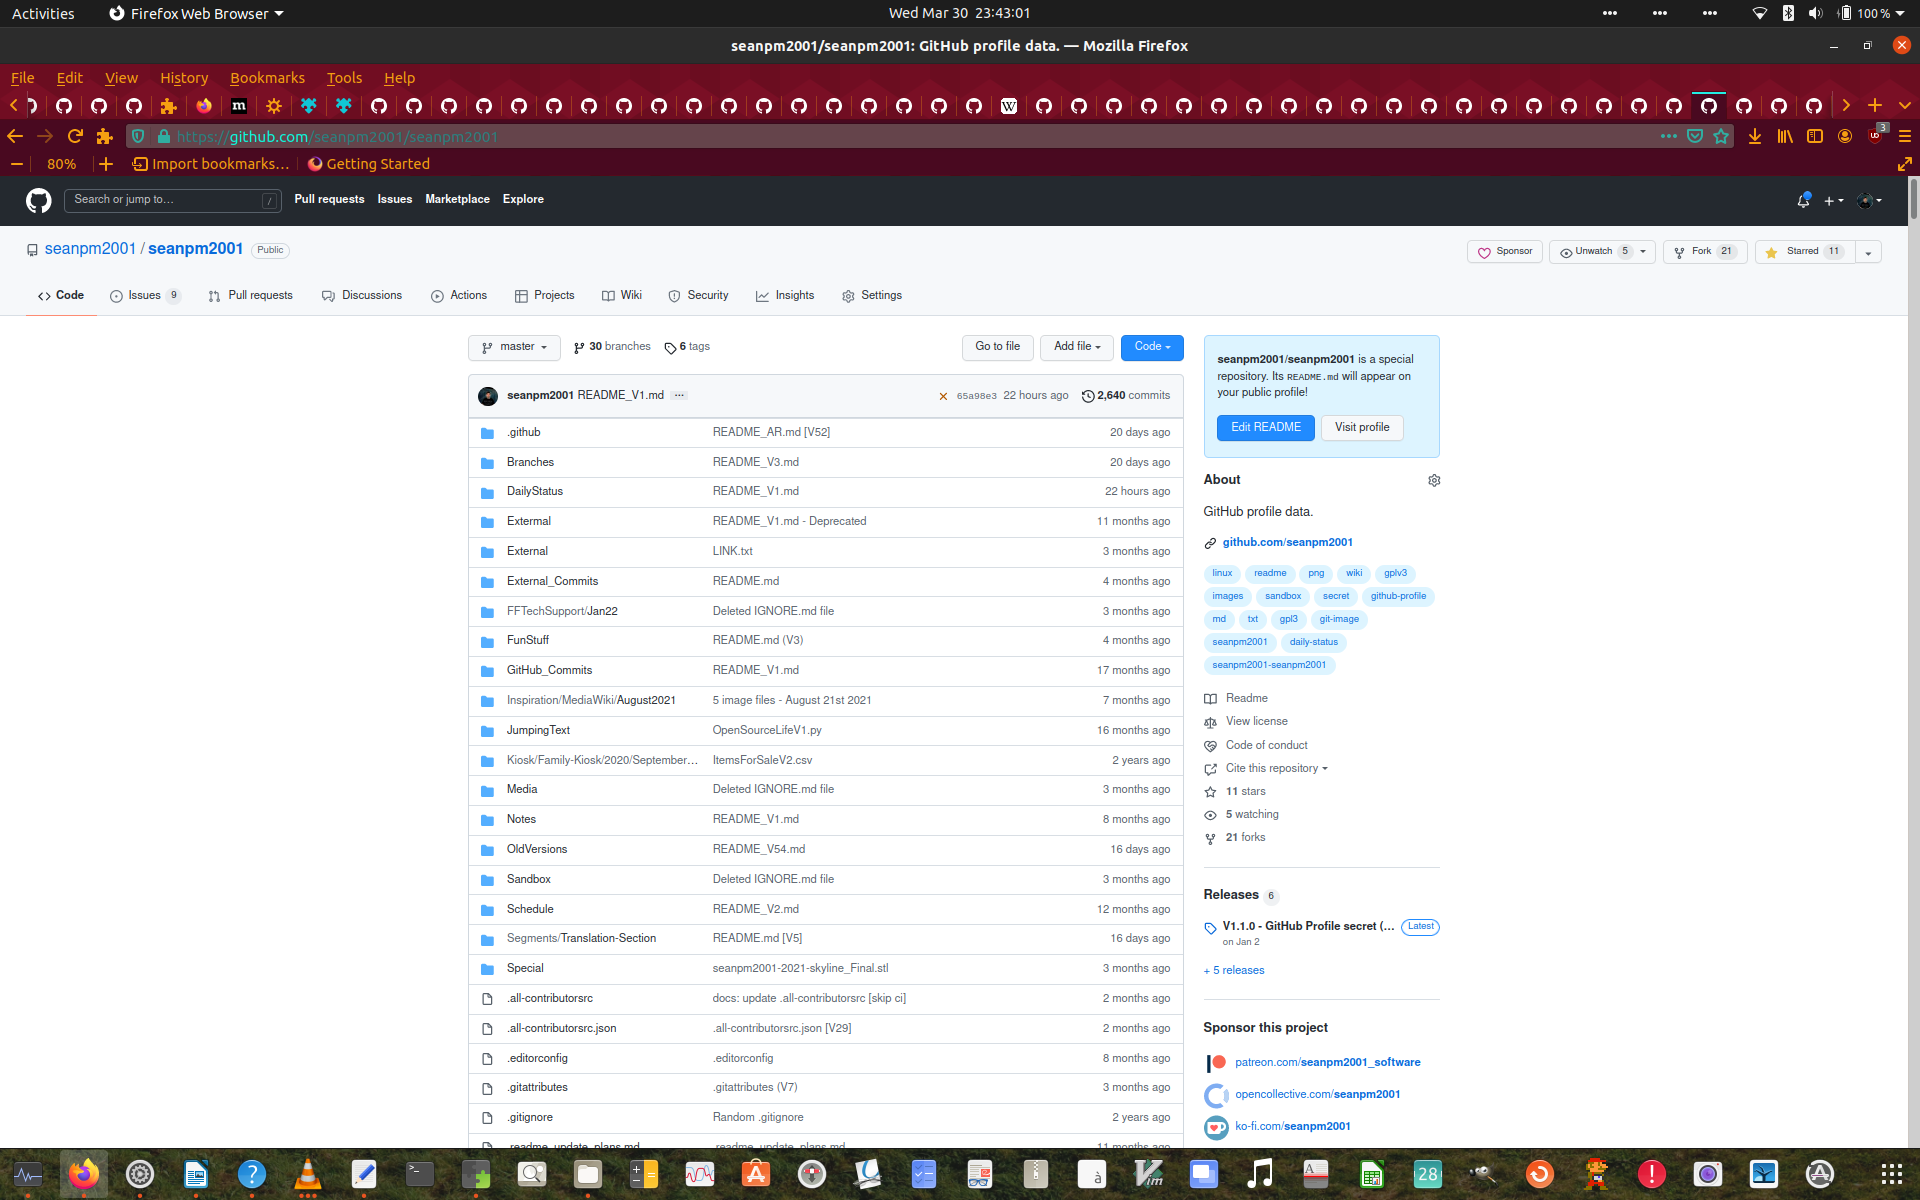 Activities Firefox Web Browser Wed Mar 30 23:43:01 100 %
seanpm2001/seanpm2001: GitHub profile data. — Mozilla Firefox
File Edit View History Bookmarks Tools Help
https://github.com/seanpm2001/seanpm2001 3
80% Import bookmarks... Getting Started
Search or jump to... / Pull requests Issues Marketplace Explore
seanpm2001 / seanpm2001 Public Sponsor Unwatch 5 Fork 21 Starred 11
Code Issues 9 Pull requests Discussions Actions Projects Wiki Security Insights Settings
master 30 branches 6 tags Go to file Add file Code
seanpm2001 README_V1.md ... 65a98e3 22 hours ago 2,640 commits
.github README_AR.md [V52] 20 days ago
Branches README_V3.md 20 days ago
DailyStatus README_V1.md 22 hours ago
Extermal README_V1.md - Deprecated 11 months ago
External LINK.txt 3 months ago
External_Commits README.md 4 months ago
FFTechSupport/Jan22 Deleted IGNORE.md file 3 months ago
FunStuff README.md (V3) 4 months ago
GitHub_Commits README_V1.md 17 months ago
Inspiration/MediaWiki/August2021 5 image files - August 21st 2021 7 months ago
JumpingText OpenSourceLifeV1.py 16 months ago
Kiosk/Family-Kiosk/2020/September... ItemsForSaleV2.csv 2 years ago
Media Deleted IGNORE.md file 3 months ago
Notes README_V1.md 8 months ago
OldVersions README_V54.md 16 days ago
Sandbox Deleted IGNORE.md file 3 months ago
Schedule README_V2.md 12 months ago
Segments/Translation-Section README.md [V5] 16 days ago
Special seanpm2001-2021-skyline_Final.stl 3 months ago
.all-contributorsrc docs: update .all-contributorsrc [skip ci] 2 months ago
.all-contributorsrc.json .all-contributorsrc.json [V29] 2 months ago
.editorconfig .editorconfig 8 months ago
.gitattributes .gitattributes (V7) 3 months ago
.gitignore Random .gitignore 2 years ago
.readme_update_plans.md .readme_update_plans.md 11 months ago
seanpm2001/seanpm2001 is a special
repository. Its README.md will appear on
your public profile!
Edit README Visit profile
About
GitHub profile data.
github.com/seanpm2001
linux readme png wiki gplv3
images sandbox secret github-profile
md txt gpl3 git-image
seanpm2001 daily-status
seanpm2001-seanpm2001
Readme
View license
Code of conduct
Cite this repository
11 stars
5 watching
21 forks
Releases 6
V1.1.0 - GitHub Profile secret (... Latest
on Jan 2
+ 5 releases
Sponsor this project
patreon.com/seanpm2001_software
opencollective.com/seanpm2001
ko-fi.com/seanpm2001
28